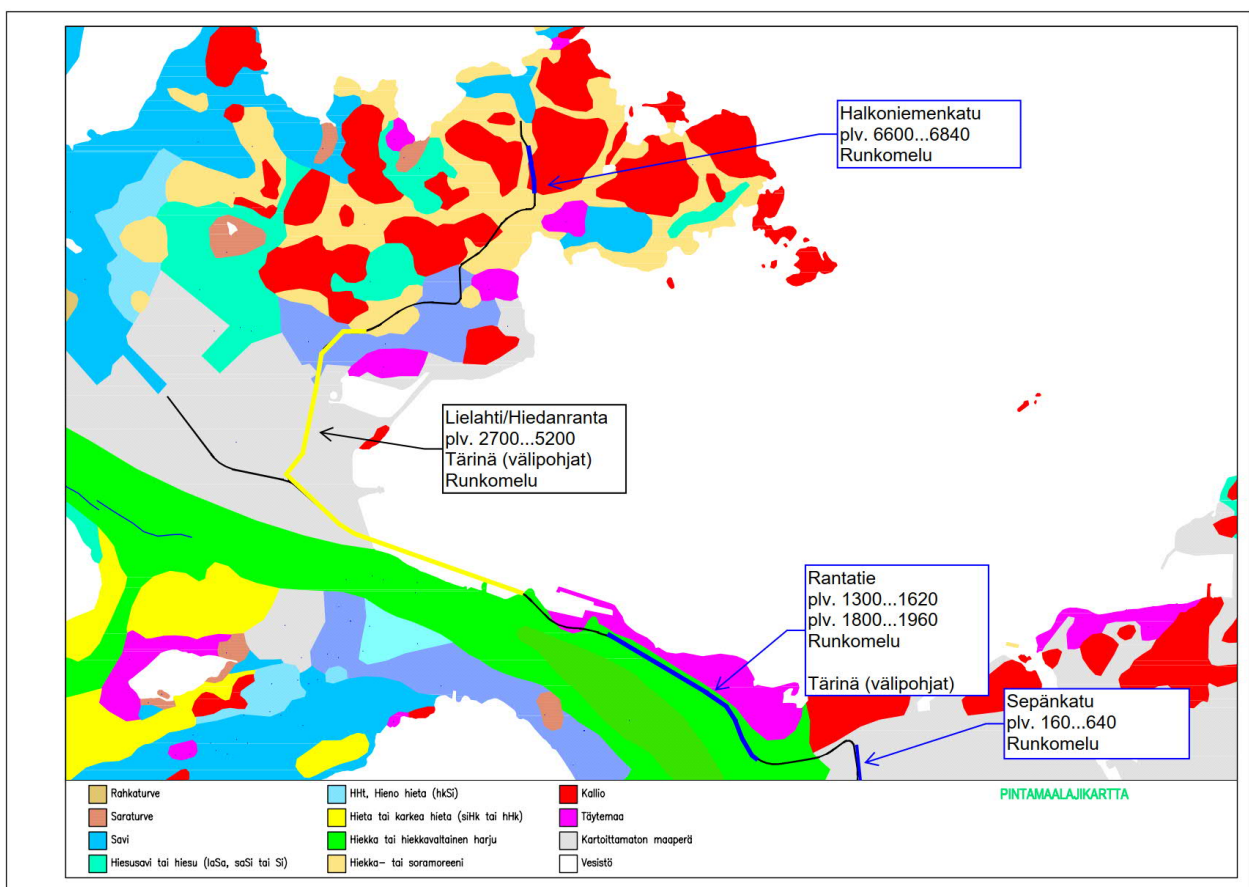 Halkoniemenkatu
plv. 6600...6840
Runkomelu
Lielahti/Hiedanranta
plv. 2700...5200
Tärinä (välipohjat)
Runkomelu
Rantatie
plv. 1300...1620
plv. 1800...1960
Runkomelu
Tärinä (välipohjat)
Sepänkatu
plv. 160...640
Runkomelu
PINTAMAALAJIKARTTA
Rahkaturve
Saraturve
Savi
Hiesusavi tai hiesu (laSa, saSi tai Si)
HHt, Hieno hieta (hkSi)
Hieta tai karkea hieta (siHk tai hHk)
Hiekka tai hiekkavaltainen harju
Hiekka- tai soramoreeni
Kallio
Täytemaa
Kartoittamaton maaperä
Vesistö